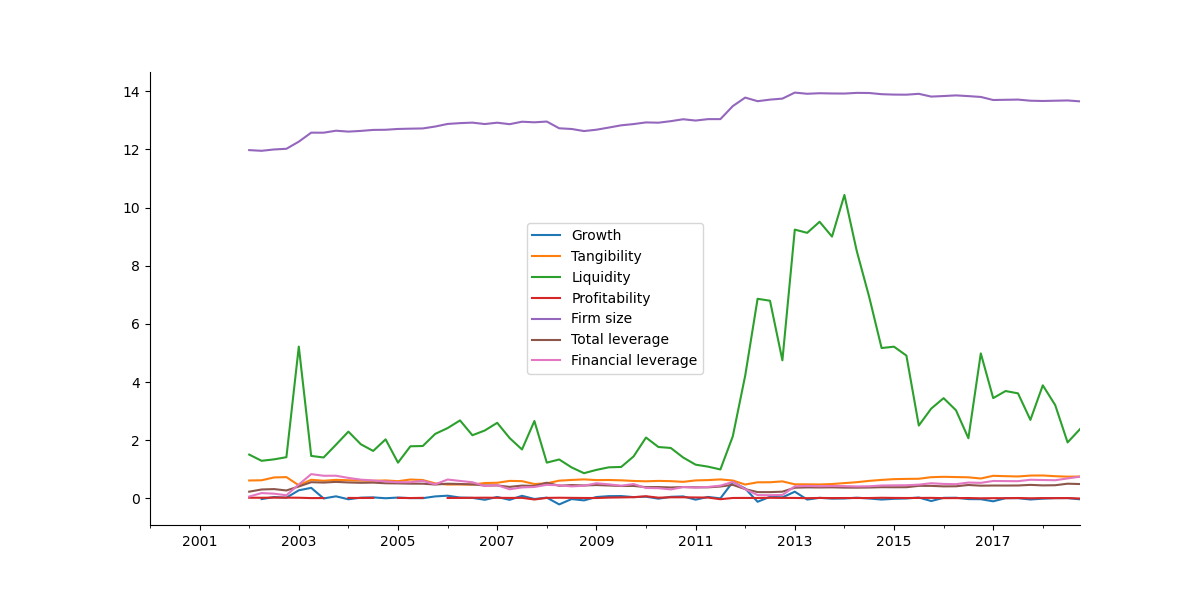 14
12
10
8
6
4
2
0
Growth
Tangibility
Liquidity
Profitability
Firm size
Total leverage
Financial leverage
2001 2003 2005 2007 2009 2011 2013 2015 2017